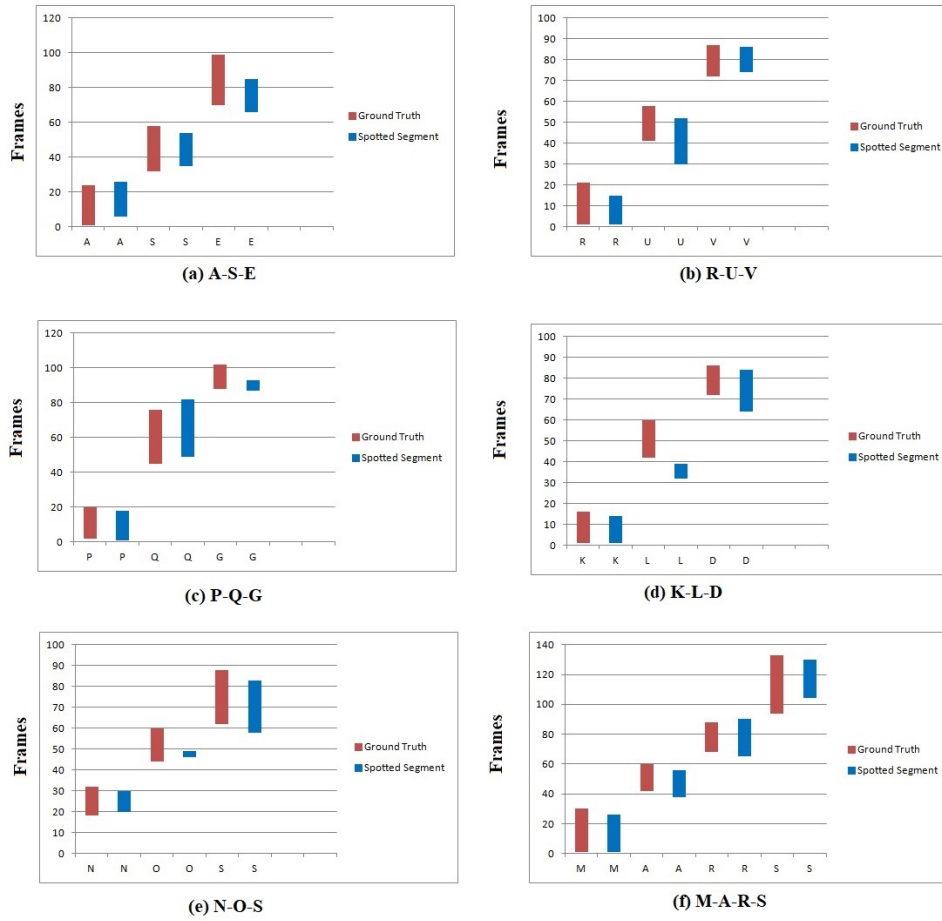 120
100
80
60
40
20
0
Frames
A A S S E E
Ground Truth
Spotted Segment
(a) A-S-E
100
90
80
70
60
50
40
30
20
10
0
Frames
R R U U V V
Ground Truth
Spotted Segment
(b) R-U-V
120
100
80
60
40
20
0
Frames
P P Q Q G G
Ground Truth
Spotted Segment
(c) P-Q-G
100
90
80
70
60
50
40
30
20
10
0
Frames
K K L L D D
Ground Truth
Spotted Segment
(d) K-L-D
100
90
80
70
60
50
40
30
20
10
0
Frames
N N O O S S
Ground Truth
Spotted Segment
(e) N-O-S
140
120
100
80
60
40
20
0
Frames
M M A A R R S S
Ground Truth
Spotted Segment
(f) M-A-R-S